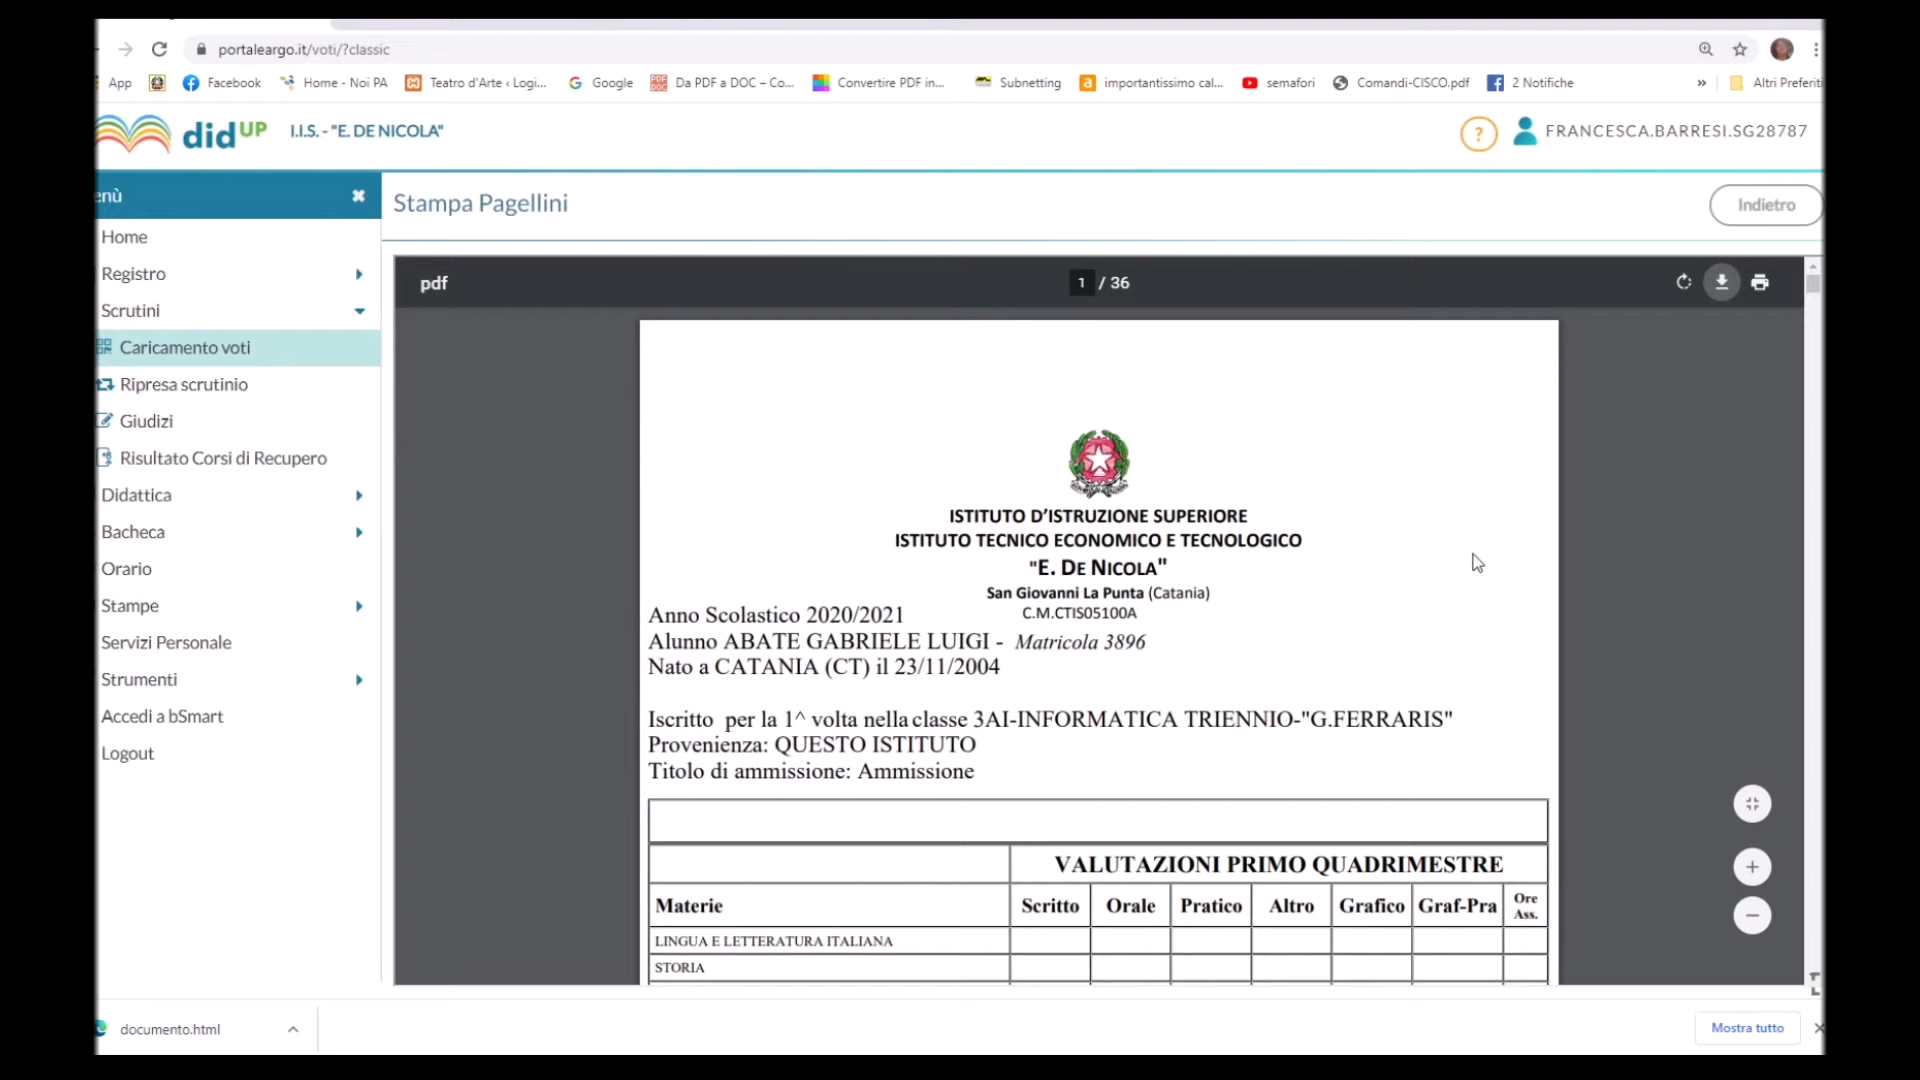 portaleargo.it/voti/?classic
App
Facebook
Home - Noi PA
Teatro d'Arte ‹ Logi...
Google
Da PDF a DOC – Co...
Convertire PDF in...
Subnetting
importantissimo cal...
semafori
Comandi-CISCO.pdf
2 Notifiche
»
Altri Preferiti
didUP
I.I.S. - "E. DE NICOLA"
?
FRANCESCA.BARRESI.SG28787
enù
Stampa Pagellini
Indietro
Home
Registro
Scrutini
Caricamento voti
Ripresa scrutinio
Giudizi
Risultato Corsi di Recupero
Didattica
Bacheca
Orario
Stampe
Servizi Personale
Strumenti
Accedi a bSmart
Logout
pdf
1 / 36
ISTITUTO D'ISTRUZIONE SUPERIORE
ISTITUTO TECNICO ECONOMICO E TECNOLOGICO
"E. DE NICOLA"
San Giovanni La Punta (Catania)
C.M.CTIS05100A
Anno Scolastico 2020/2021
Alunno ABATE GABRIELE LUIGI - Matricola 3896
Nato a CATANIA (CT) il 23/11/2004
Iscritto per la 1^ volta nella classe 3AI-INFORMATICA TRIENNIO-"G.FERRARIS"
Provenienza: QUESTO ISTITUTO
Titolo di ammissione: Ammissione
VALUTAZIONI PRIMO QUADRIMESTRE
Materie Scritto Orale Pratico Altro Grafico Graf-Pra Ore Ass.
LINGUA E LETTERATURA ITALIANA
STORIA
documento.html
Mostra tutto